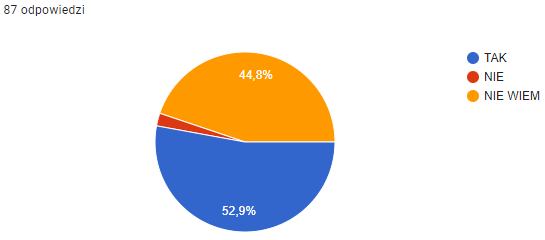 87 odpowiedzi
44,8%
52,9%
TAK
NIE
NIE WIEM